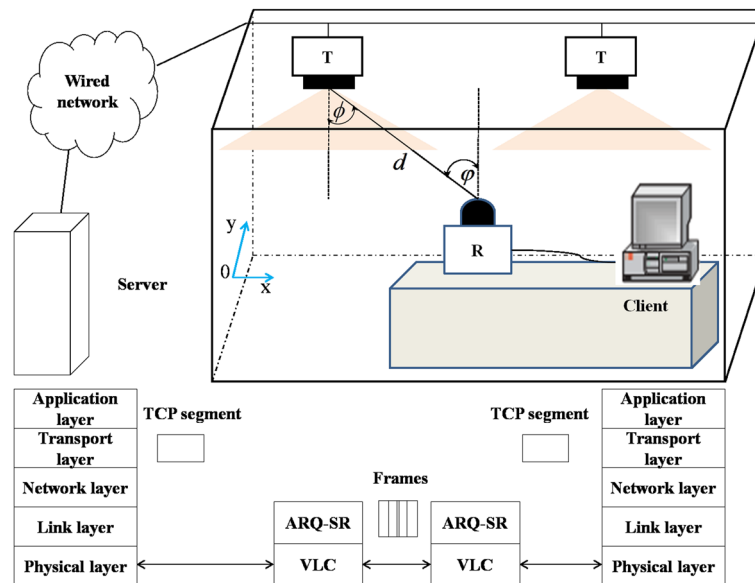 T
T
Wired
network
ϕ
d
φ
y
R
0
x
Server
Client
Application
layer
TCP segment
TCP segment
Application
layer
Transport
layer
Transport
layer
Frames
Network layer
Network layer
Link layer
ARQ-SR
ARQ-SR
Link layer
Physical layer
VLC
VLC
Physical layer